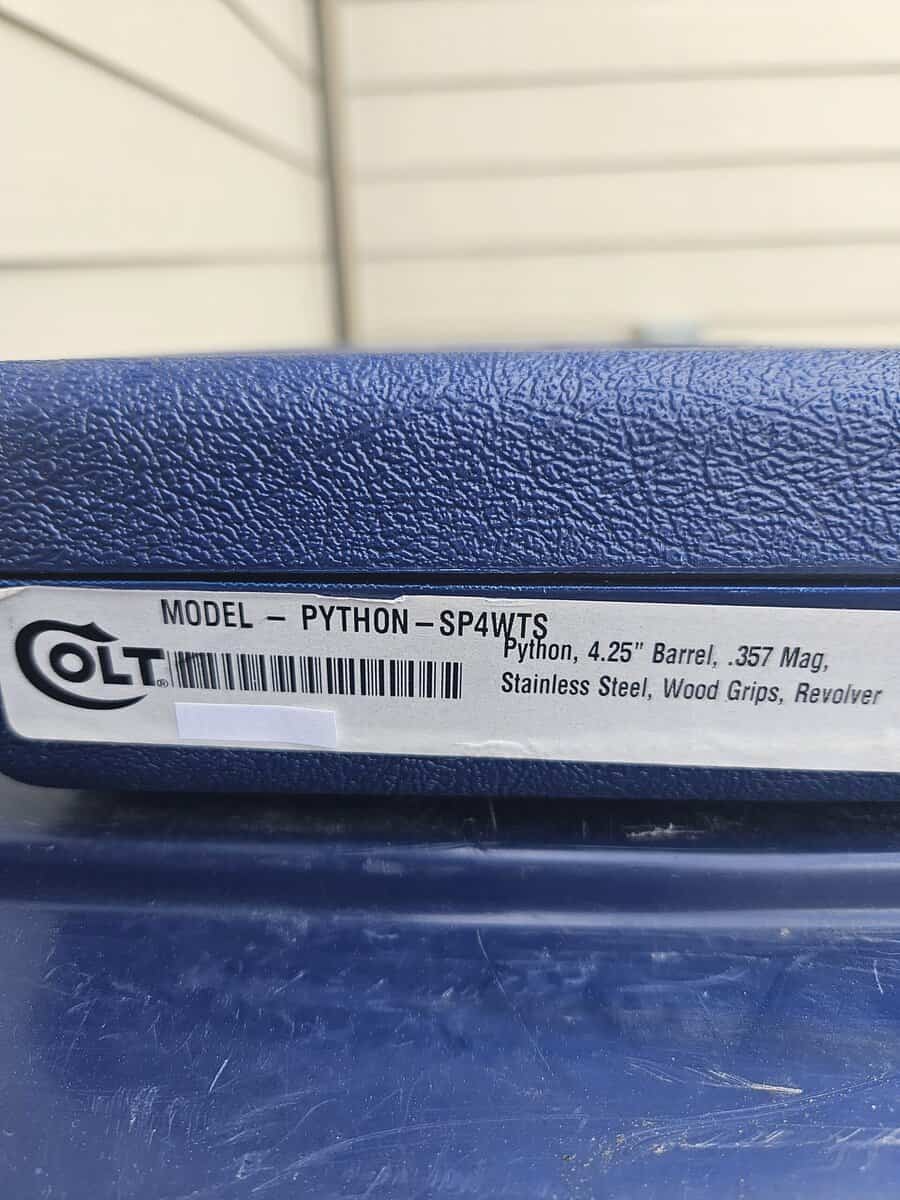 MODEL – PYTHON – SP4WTS
COLT®
Python, 4.25" Barrel, .357 Mag,
Stainless Steel, Wood Grips, Revolver